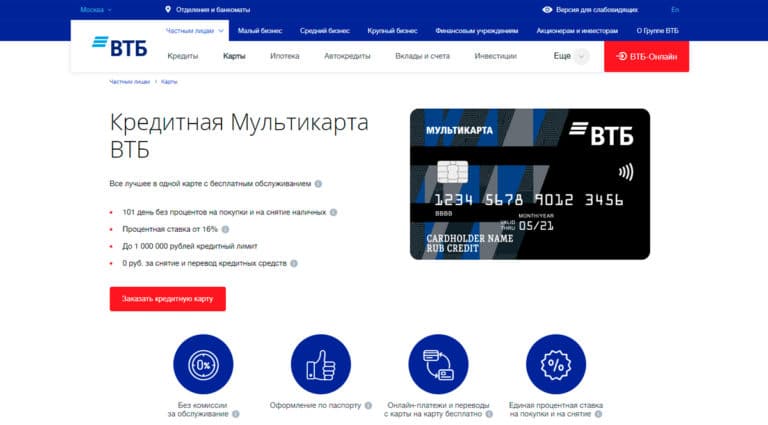 Москва
Отделения и банкоматы
Версия для слабовидящих
En
ВТБ
Частным лицам
Малый бизнес
Средний бизнес
Крупный бизнес
Финансовым учреждениям
Акционерам и инвесторам
О Группе ВТБ
Кредиты
Карты
Ипотека
Автокредиты
Вклады и счета
Инвестиции
Еще
ВТБ-Онлайн
Частным лицам
Карты
Кредитная Мультикарта
ВТБ
Все лучшее в одной карте с бесплатным обслуживанием
101 день без процентов на покупки и на снятие наличных
Процентная ставка от 16%
До 1 000 000 рублей кредитный лимит
0 руб. за снятие и перевод кредитных средств
Заказать кредитную карту
МУЛЬТИКАРТА
ВТБ
1234 5678 9012 3456
BBBB
MONTH/YEAR
VALID
THRU
05/21
CARDHOLDER NAME
RUB CREDIT
0%
Без комиссии
за обслуживание
Оформление по паспорту
Онлайн-платежи и переводы
с карты на карту бесплатно
%
Единая процентная ставка
на покупку и на снятие